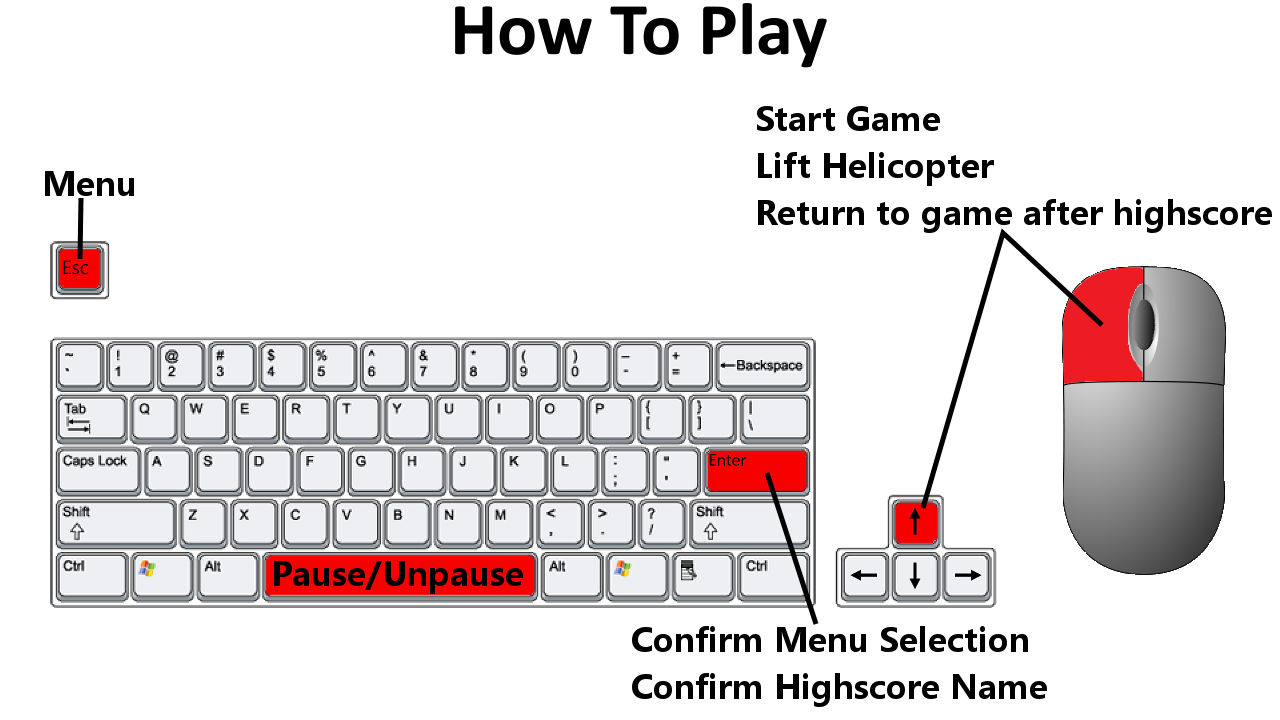 How To Play
Start Game
Lift Helicopter
Return to game after highscore
Menu
Esc
~ ! @ # $ % ^ & * ( ) – +
` 1 2 3 4 5 6 7 8 9 0 - = ←Backspace
Tab Q W E R T Y U I O P { } |
[ ] \
Caps Lock A S D F G H J K L : " Enter
; '
Shift Z X C V B N M < > ? Shift
, . /
Ctrl Alt Pause/Unpause Alt Ctrl
↑
← ↓ →
Confirm Menu Selection
Confirm Highscore Name